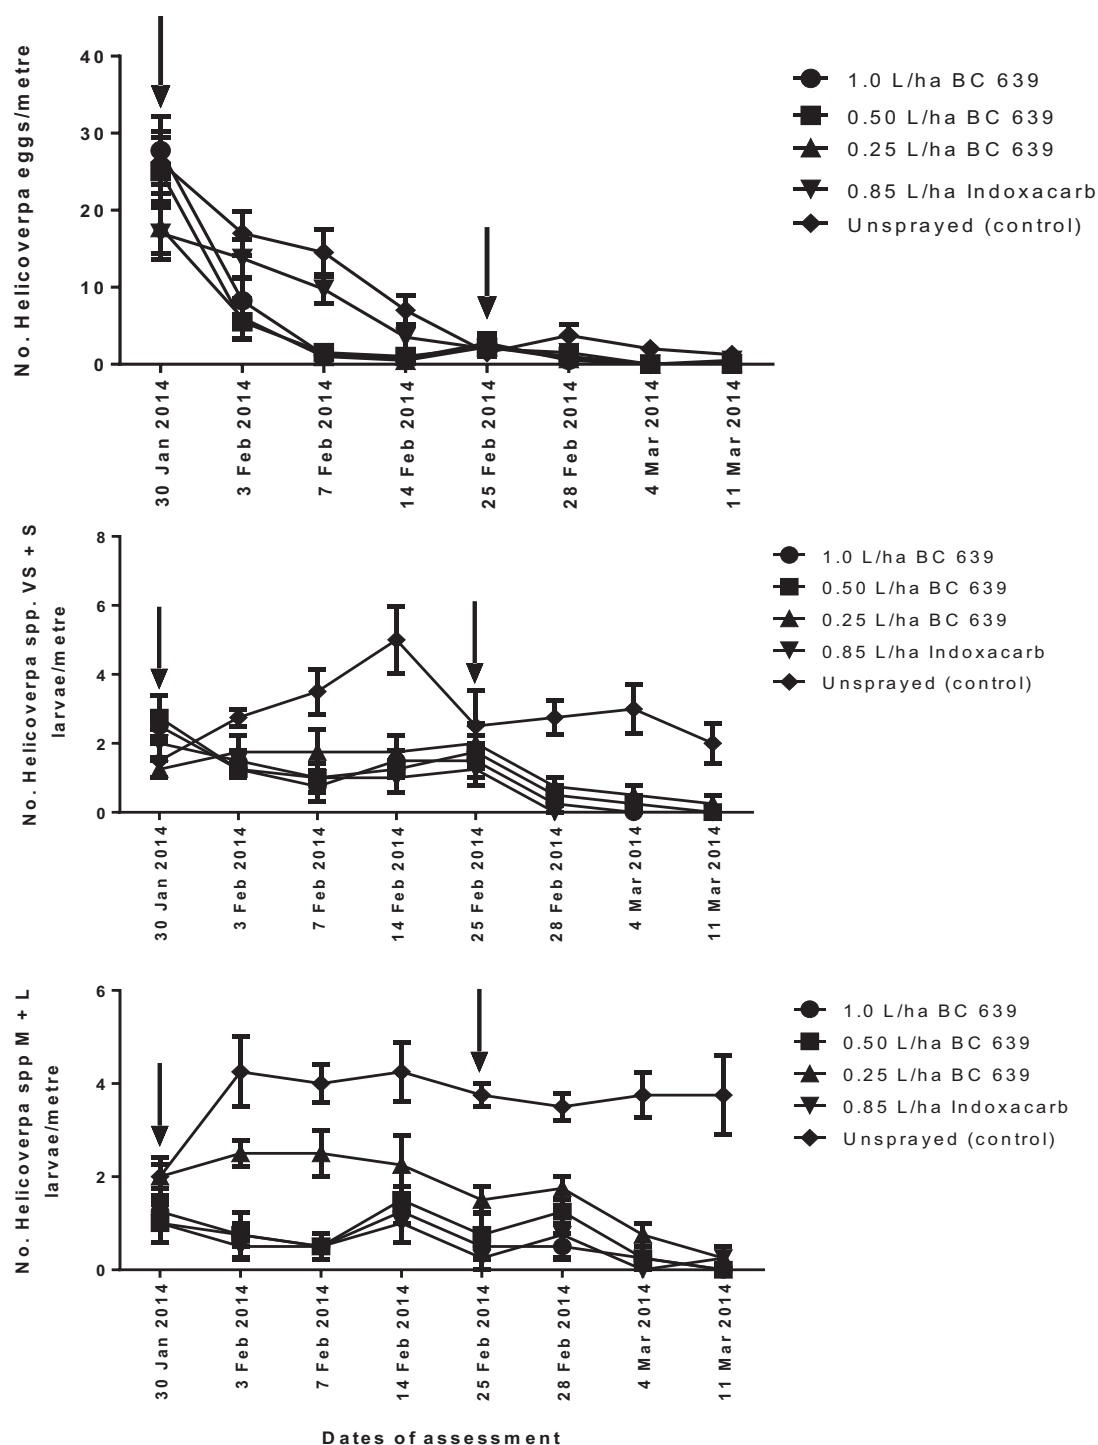 No. Helicoverpa eggs/metre
40
30
20
10
0
30 Jan 2014
3 Feb 2014
7 Feb 2014
14 Feb 2014
25 Feb 2014
28 Feb 2014
4 Mar 2014
11 Mar 2014
1.0 L/ha BC 639
0.50 L/ha BC 639
0.25 L/ha BC 639
0.85 L/ha Indoxacarb
Unsprayed (control)
No. Helicoverpa spp. VS + S
larvae/metre
8
6
4
2
0
30 Jan 2014
3 Feb 2014
7 Feb 2014
14 Feb 2014
25 Feb 2014
28 Feb 2014
4 Mar 2014
11 Mar 2014
1.0 L/ha BC 639
0.50 L/ha BC 639
0.25 L/ha BC 639
0.85 L/ha Indoxacarb
Unsprayed (control)
No. Helicoverpa spp M + L
larvae/metre
6
4
2
0
30 Jan 2014
3 Feb 2014
7 Feb 2014
14 Feb 2014
25 Feb 2014
28 Feb 2014
4 Mar 2014
11 Mar 2014
1.0 L/ha BC 639
0.50 L/ha BC 639
0.25 L/ha BC 639
0.85 L/ha Indoxacarb
Unsprayed (control)
Dates of assessment